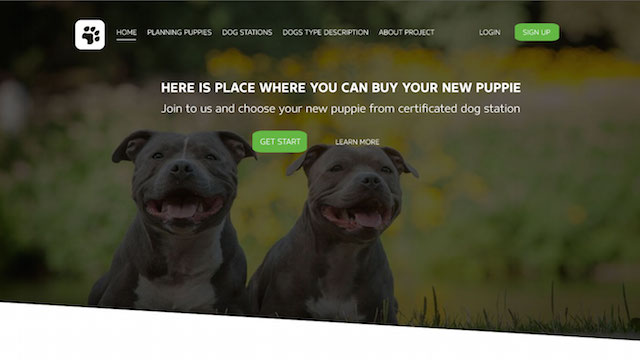 HOME PLANNING PUPPIES DOG STATIONS DOGS TYPE DESCRIPTION ABOUT PROJECT LOGIN SIGN UP
HERE IS PLACE WHERE YOU CAN BUY YOUR NEW PUPPIE
Join to us and choose your new puppie from certificated dog station
GET START LEARN MORE